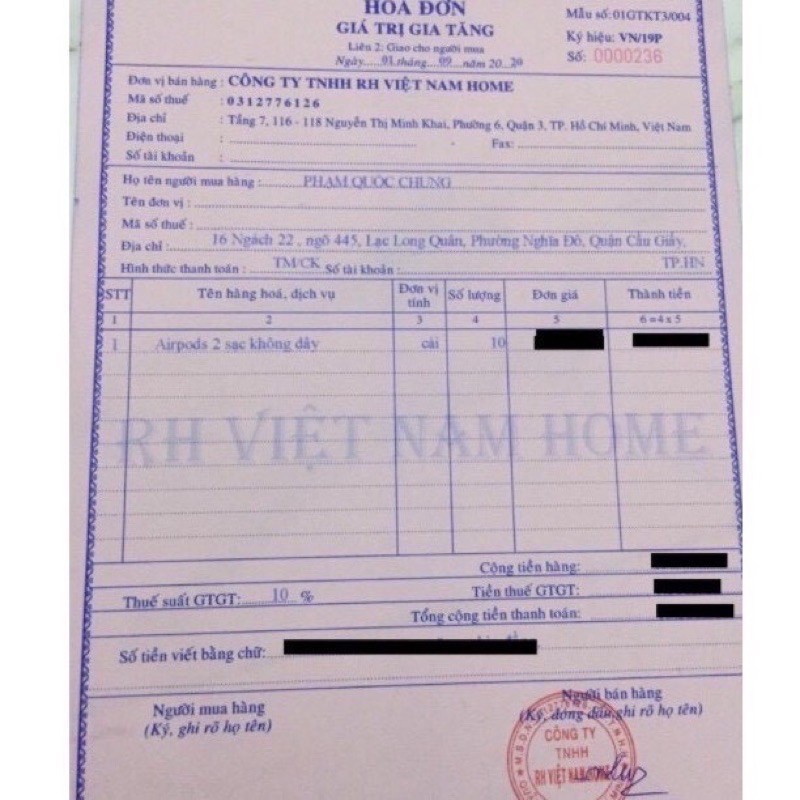 HOÁ ĐƠN
GIÁ TRỊ GIA TĂNG
Liên 2: Giao cho người mua
Ngày.....01 tháng....09....năm 20..20
Mẫu số: 01GTKT3/004
Ký hiệu: VN/19P
Số: 0000236
Đơn vị bán hàng : CÔNG TY TNHH RH VIỆT NAM HOME
Mã số thuế : 0312776126
Địa chỉ : Tầng 7, 116 - 118 Nguyễn Thị Minh Khai, Phường 6, Quận 3, TP. Hồ Chí Minh, Việt Nam
Điện thoại : Fax:
Số tài khoản :
Họ tên người mua hàng : PHẠM QUỐC CHUNG
Tên đơn vị :
Mã số thuế :
Địa chỉ : 16 Ngách 22 , ngõ 445, Lạc Long Quân, Phường Nghĩa Đô, Quận Cầu Giấy,
TP.HN
Hình thức thanh toán : TM/CK Số tài khoản :
STT Tên hàng hoá, dịch vụ Đơn vị tính Số lượng Đơn giá Thành tiền
1 2 3 4 5 6 = 4 x 5
1 Airpods 2 sạc không dây cái 10
RH VIỆT NAM HOME
Cộng tiền hàng:
Thuế suất GTGT: 10 % Tiền thuế GTGT:
Tổng cộng tiền thanh toán:
Số tiền viết bằng chữ:
Người mua hàng
(Ký, ghi rõ họ tên)
Người bán hàng
(Ký, đóng dấu, ghi rõ họ tên)
CÔNG TY
TNHH
RH VIỆT NAM HOME